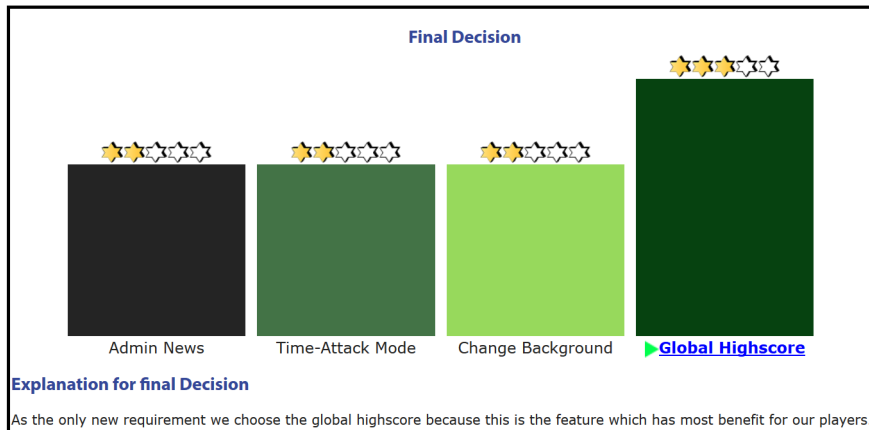 Final Decision
Admin News
Time-Attack Mode
Change Background
Global Highscore
Explanation for final Decision
As the only new requirement we choose the global highscore because this is the feature which has most benefit for our players